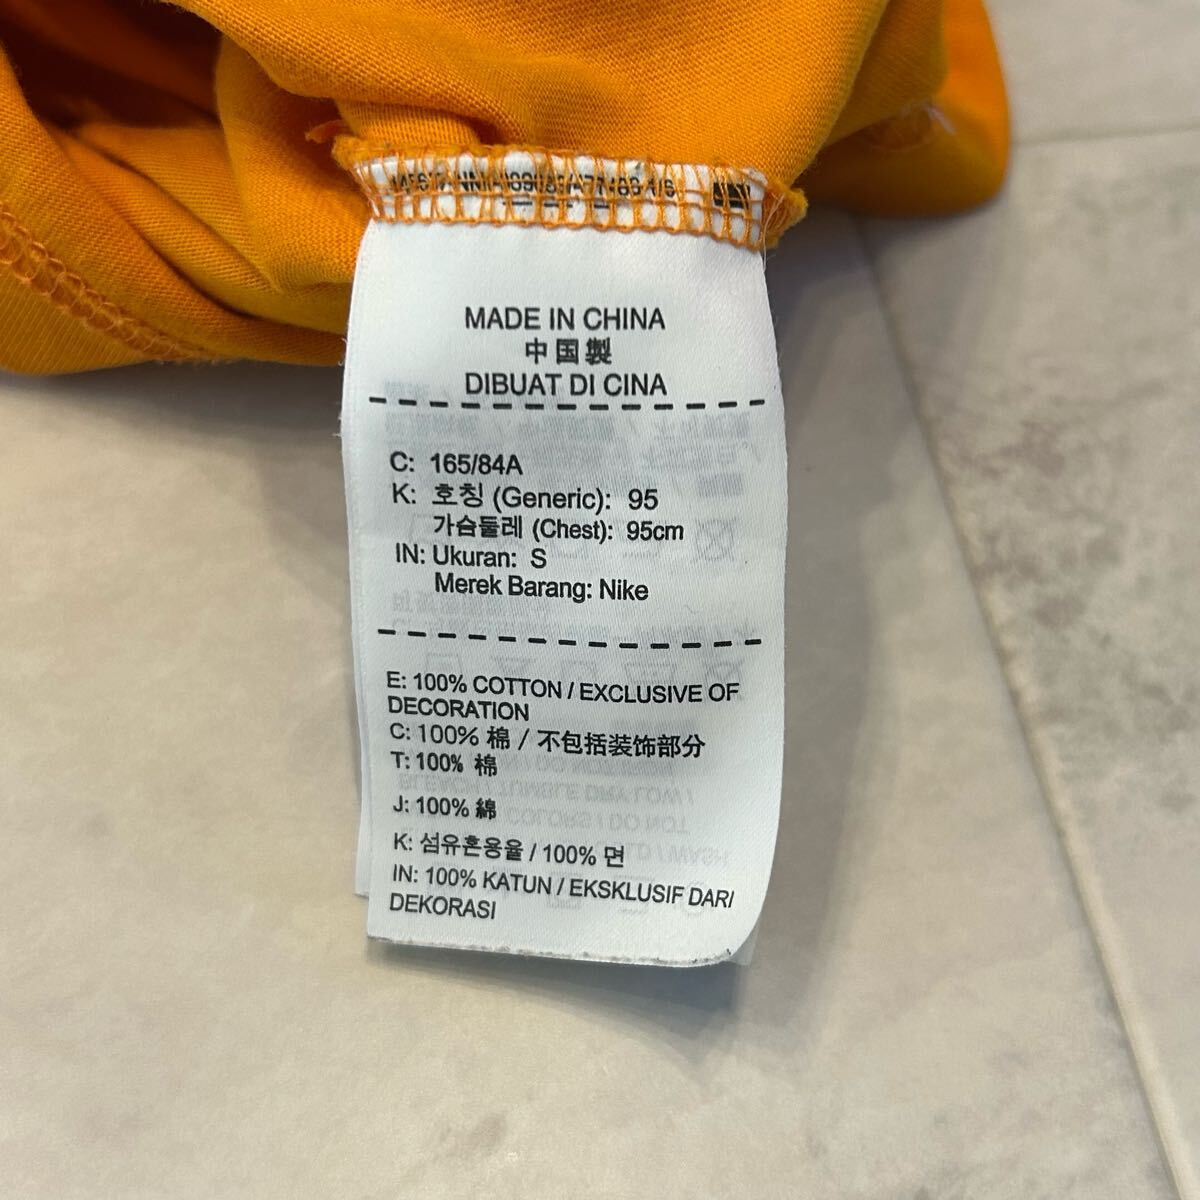 MADE IN CHINA
中国製
DIBUAT DI CINA
C: 165/84A
K: 호칭 (Generic): 95
가슴둘레 (Chest): 95cm
IN: Ukuran: S
Merek Barang: Nike
E: 100% COTTON / EXCLUSIVE OF
DECORATION
C: 100% 棉 / 不包括装饰部分
T: 100% 棉
J: 100% 綿
K: 섬유혼용율 / 100% 면
IN: 100% KATUN / EKSKLUSIF DARI
DEKORASI